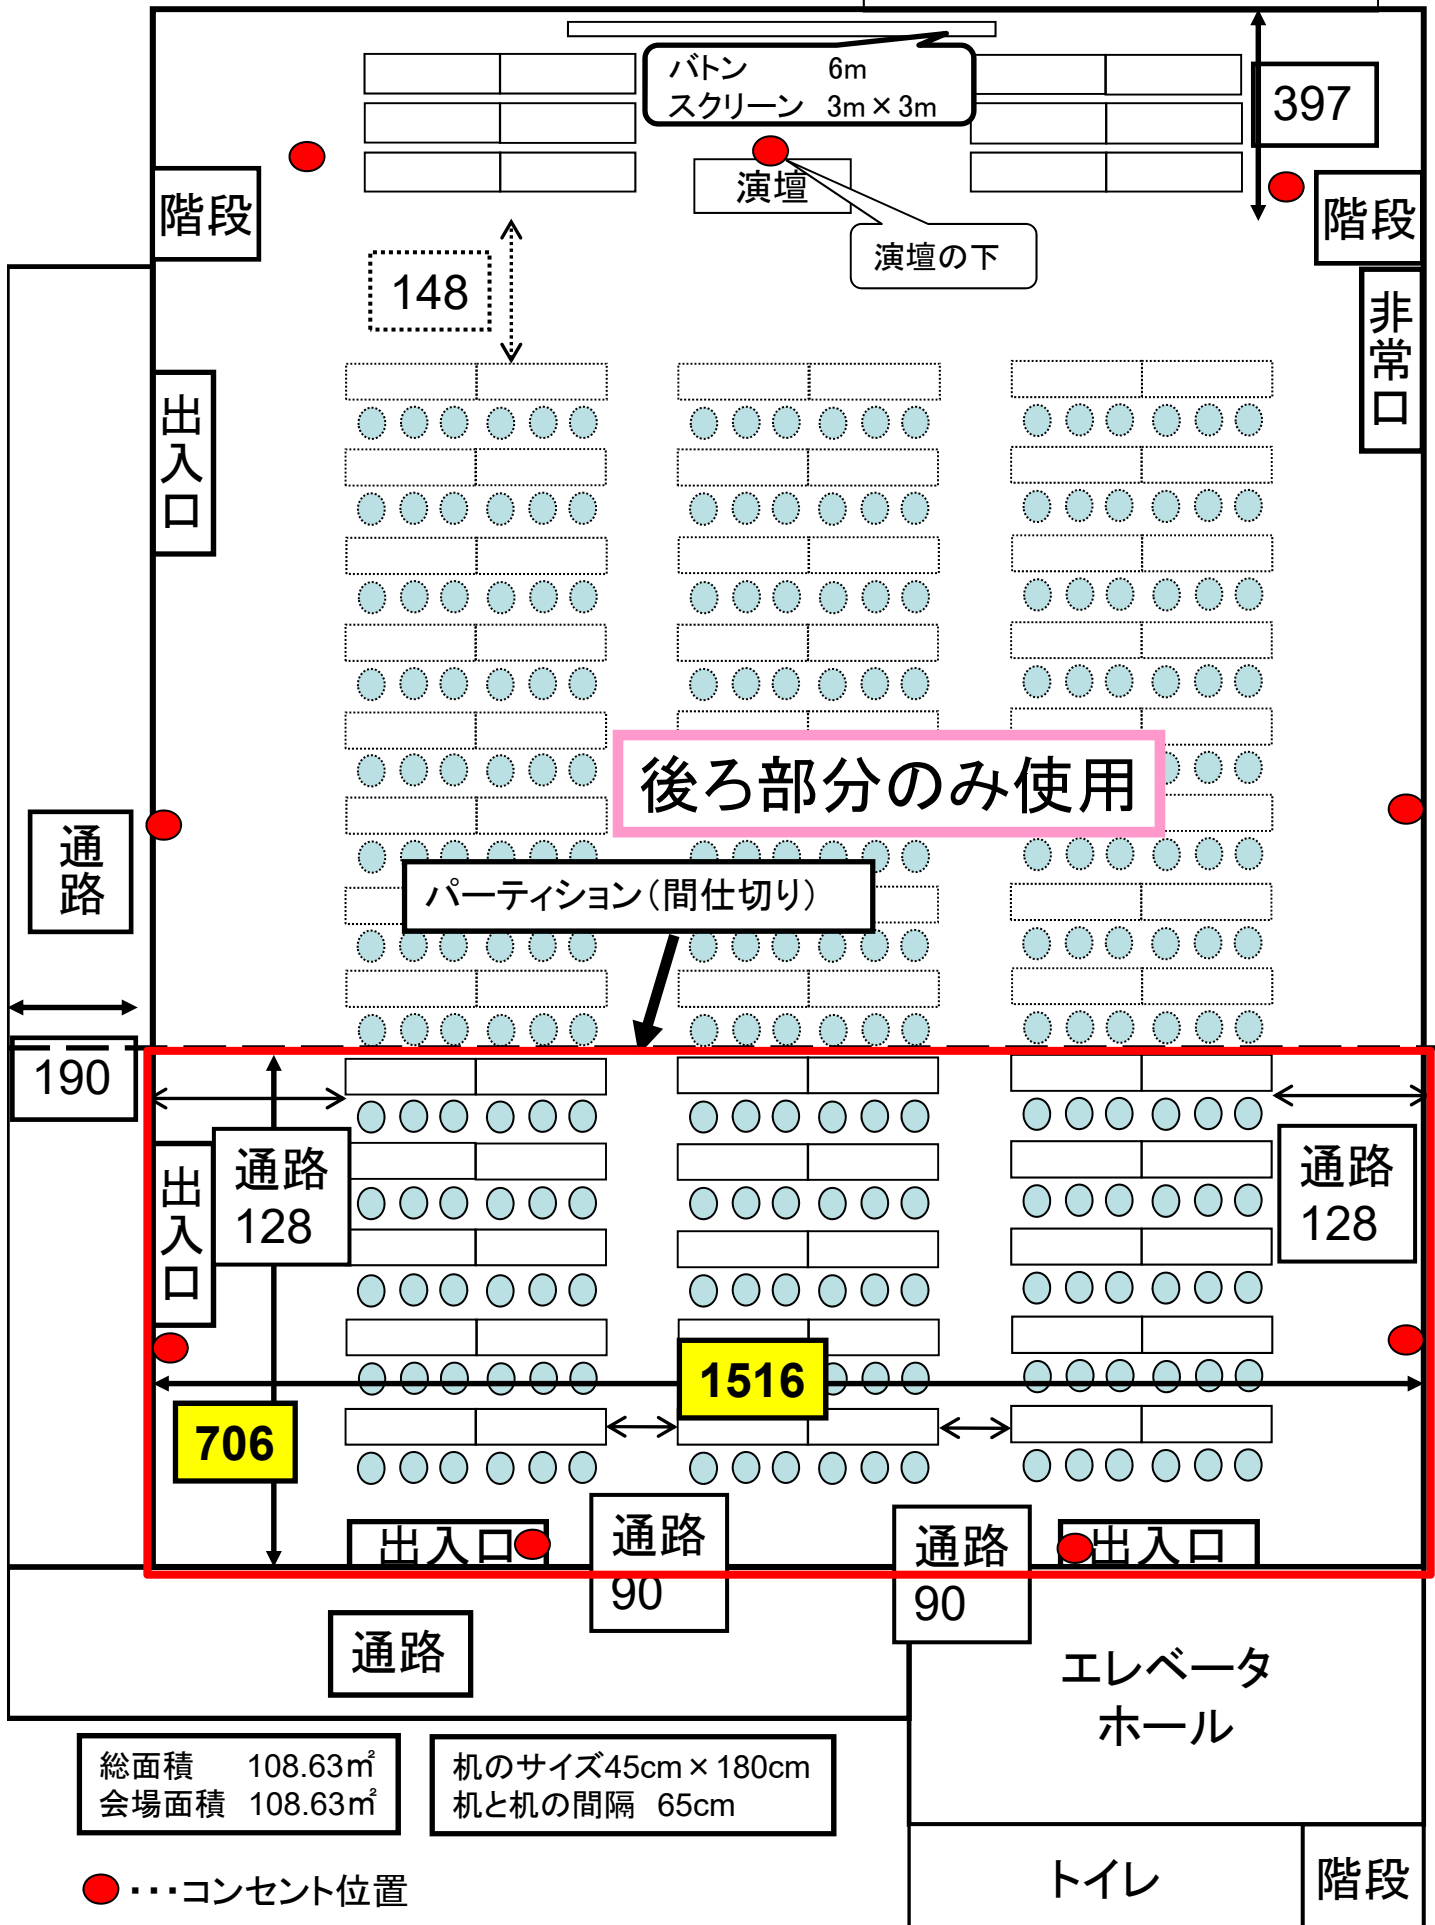 バトン 6m
スクリーン 3m×3m
397
階段
演壇
階段
演壇の下
148
非常口
出入口
後ろ部分のみ使用
通路
パーティション(間仕切り)
190
出入口
通路
128
通路
128
1516
706
出入口
通路
90
通路
90
出入口
通路
エレベータ
ホール
総面積 108.63㎡
会場面積 108.63㎡
机のサイズ45cm×180cm
机と机の間隔 65cm
トイレ
階段
・・・コンセント位置